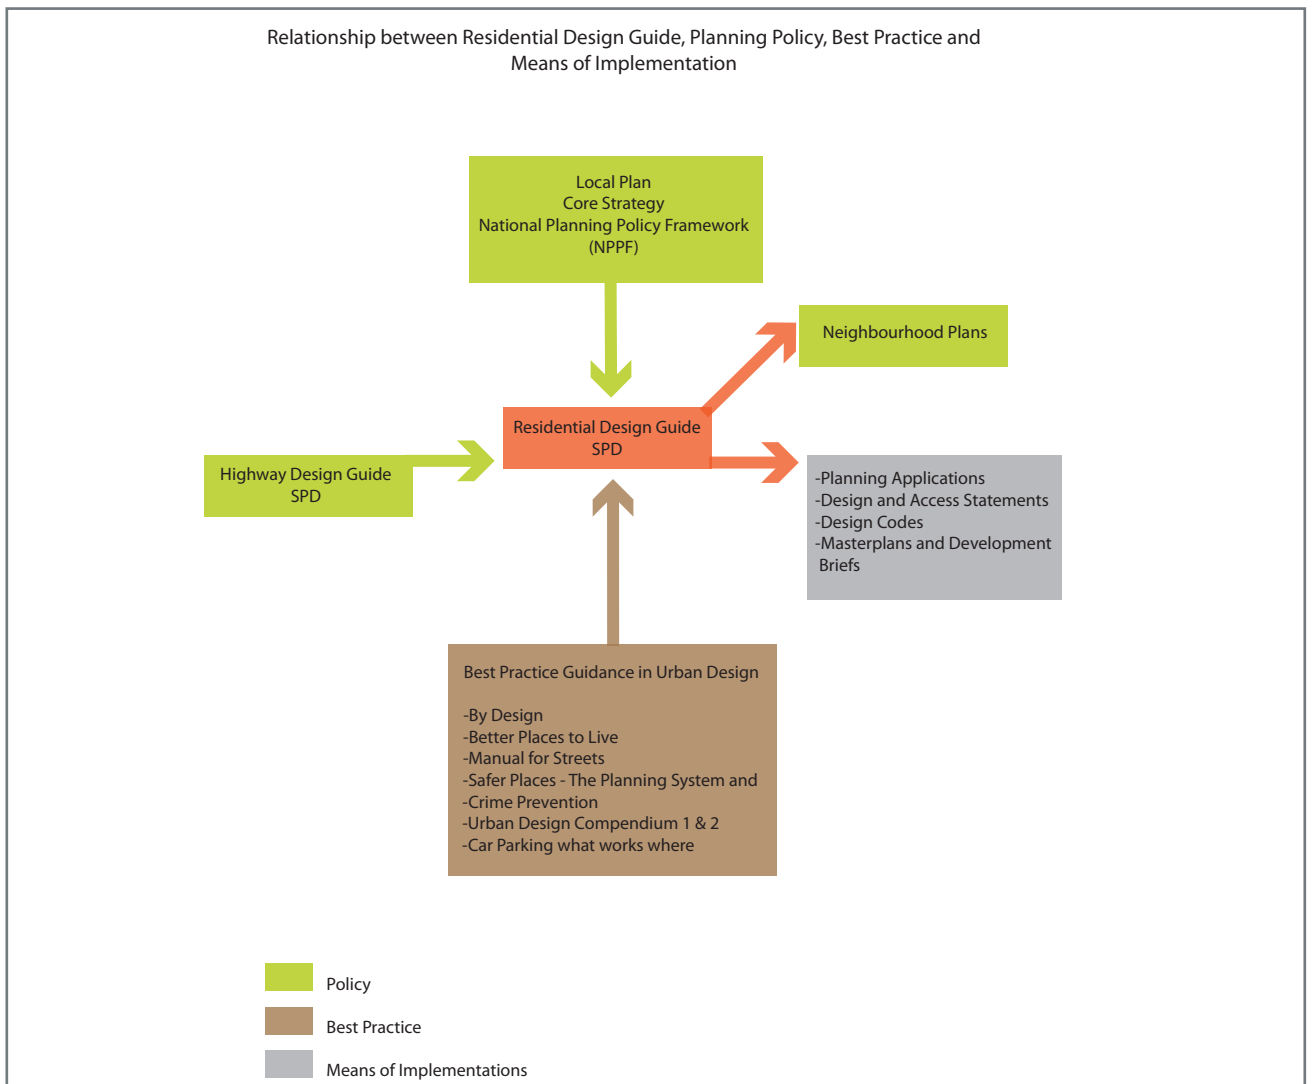 Relationship between Residential Design Guide, Planning Policy, Best Practice and
Means of Implementation
Local Plan
Core Strategy
National Planning Policy Framework
(NPPF)
Neighbourhood Plans
Residential Design Guide
SPD
Highway Design Guide
SPD
-Planning Applications
-Design and Access Statements
-Design Codes
-Masterplans and Development
Briefs
Best Practice Guidance in Urban Design
-By Design
-Better Places to Live
-Manual for Streets
-Safer Places - The Planning System and
-Crime Prevention
-Urban Design Compendium 1 & 2
-Car Parking what works where
Policy
Best Practice
Means of Implementations